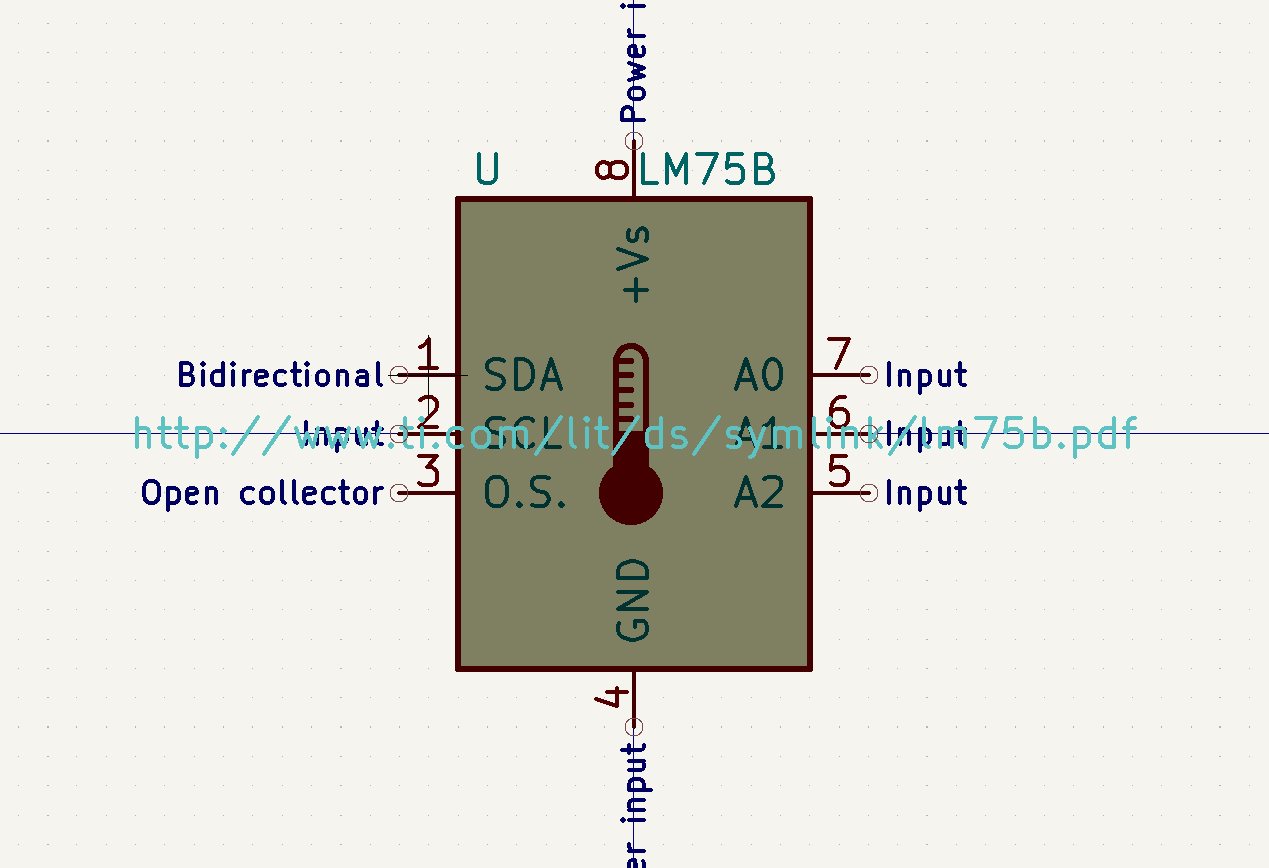 Power i
8
U
LM75B
+Vs
Bidirectional
1
SDA
A0
7
Input
Input
2
SCL
A1
6
Input
http://www.ti.com/lit/ds/symlink/lm75b.pdf
Open collector
3
O.S.
A2
5
Input
GND
4
er input